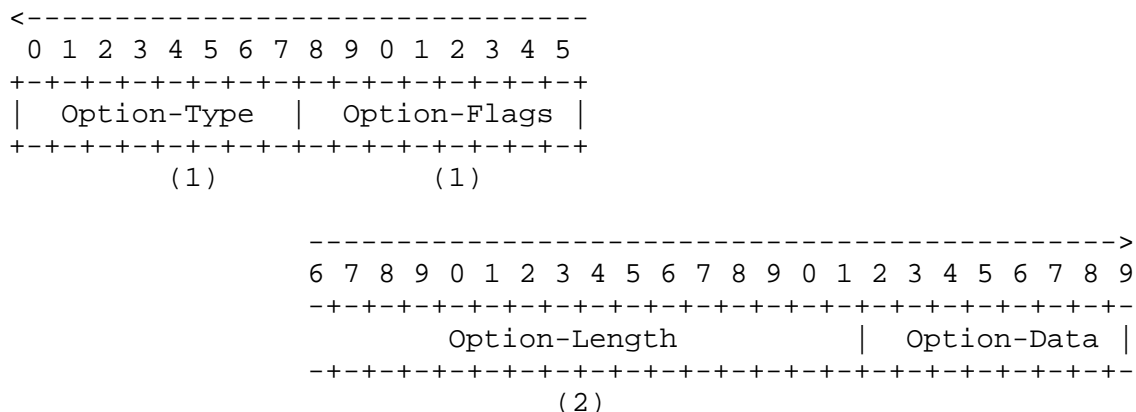 <--------------------------------
 0 1 2 3 4 5 6 7 8 9 0 1 2 3 4 5
+-+-+-+-+-+-+-+-+-+-+-+-+-+-+-+-+
|  Option-Type  |  Option-Flags |
+-+-+-+-+-+-+-+-+-+-+-+-+-+-+-+-+
         (1)            (1)
---------------------------------------------->
6 7 8 9 0 1 2 3 4 5 6 7 8 9 0 1 2 3 4 5 6 7 8 9
-+-+-+-+-+-+-+-+-+-+-+-+-+-+-+-+-+-+-+-+-+-+-+-
        Option-Length          |  Option-Data |
-+-+-+-+-+-+-+-+-+-+-+-+-+-+-+-+-+-+-+-+-+-+-+-
              (2)